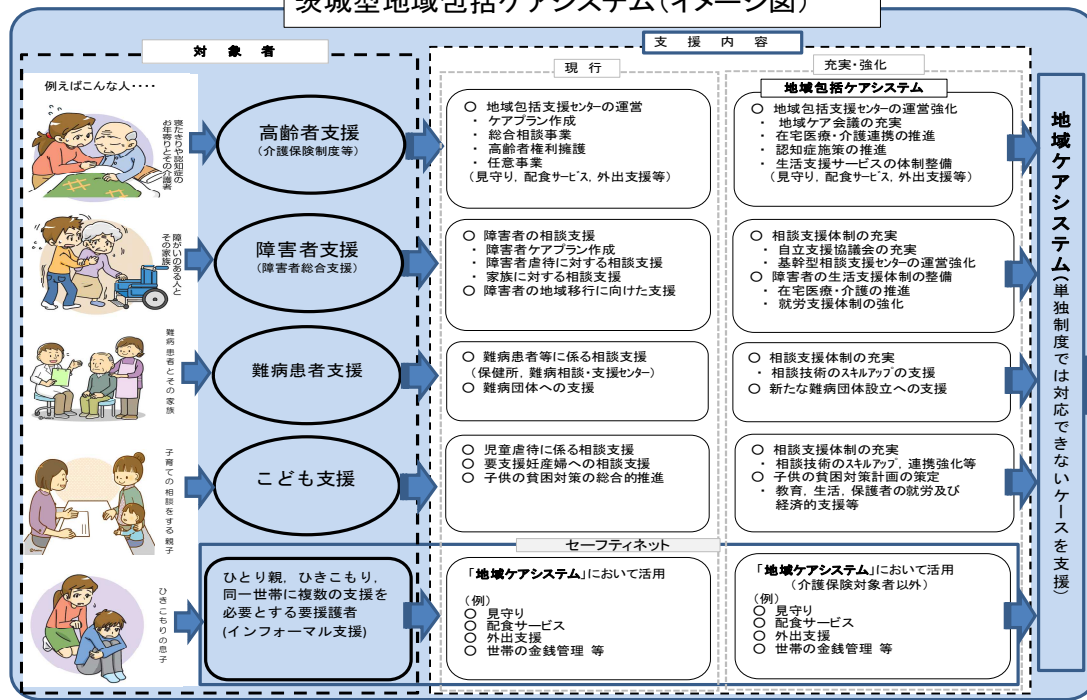 茨城型地域包括ケアシステム(イメージ図)
対象者
支援内容
現行
充実・強化
例えばこんな人・・・・
寝たきりや認知症の
お年寄りとその介護者
高齢者支援
(介護保険制度等)
○ 地域包括支援センターの運営
・ ケアプラン作成
・ 総合相談事業
・ 高齢者権利擁護
・ 任意事業
(見守り,配食サービス,外出支援等)
地域包括ケアシステム
○ 地域包括支援センターの運営強化
・ 地域ケア会議の充実
・ 在宅医療・介護連携の推進
・ 認知症施策の推進
・ 生活支援サービスの体制整備
(見守り,配食サービス,外出支援等)
障がいのある人と
その家族
障害者支援
(障害者総合支援)
○ 障害者の相談支援
・ 障害者ケアプラン作成
・ 障害者虐待に対する相談支援
・ 家族に対する相談支援
○ 障害者の地域移行に向けた支援
○ 相談支援体制の充実
・ 自立支援協議会の充実
・ 基幹型相談支援センターの運営強化
○ 障害者の生活支援体制の整備
・ 在宅医療・介護の推進
・ 就労支援体制の強化
難病患者とその家族
難病患者支援
○ 難病患者等に係る相談支援
(保健所,難病相談・支援センター)
○ 難病団体への支援
○ 相談支援体制の充実
・ 相談技術のスキルアップの支援
○ 新たな難病団体設立への支援
子育ての相談をする親子
こども支援
○ 児童虐待に係る相談支援
○ 要支援妊産婦への相談支援
○ 子供の貧困対策の総合的推進
○ 相談支援体制の充実
・ 相談技術のスキルアップ,連携強化等
○ 子供の貧困対策計画の策定
・ 教育,生活,保護者の就労及び
経済的支援等
セーフティネット
ひきこもりの息子
ひとり親,ひきこもり,
同一世帯に複数の支援を
必要とする要援護者
(インフォーマル支援)
「地域ケアシステム」において活用
(例)
○ 見守り
○ 配食サービス
○ 外出支援
○ 世帯の金銭管理 等
「地域ケアシステム」において活用
(介護保険対象者以外)
(例)
○ 見守り
○ 配食サービス
○ 外出支援
○ 世帯の金銭管理 等
地域ケアシステム(単独制度では対応できないケースを支援)